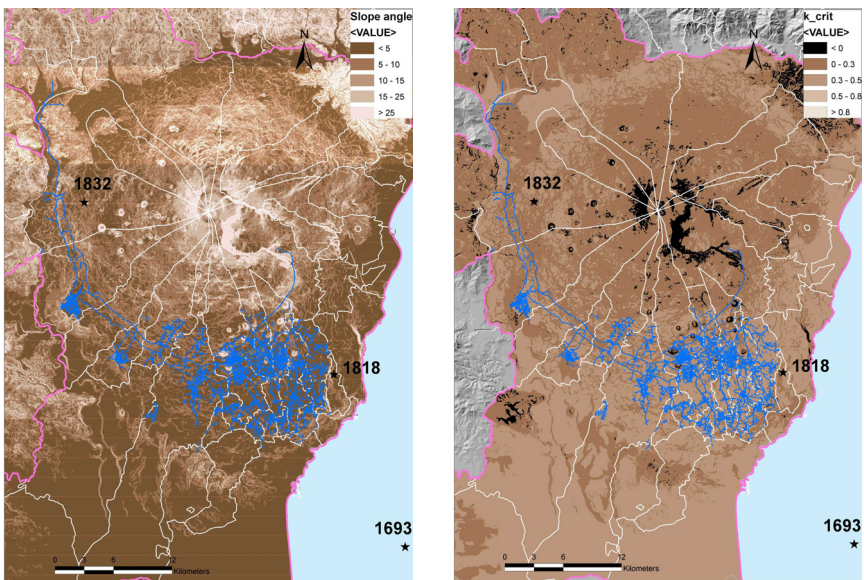 Slope angle
<VALUE>
< 5
5 - 10
10 - 15
15 - 25
> 25
N
1832
1818
1693
0 3 6 12
Kilometers
k_crit
<VALUE>
< 0
0 - 0.3
0.3 - 0.5
0.5 - 0.8
> 0.8
N
1832
1818
1693
0 3 6 12
Kilometers